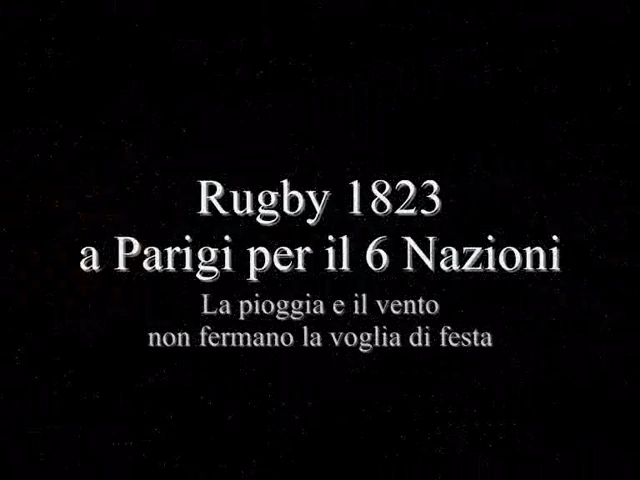 Rugby 1823
a Parigi per il 6 Nazioni
La pioggia e il vento
non fermano la voglia di festa